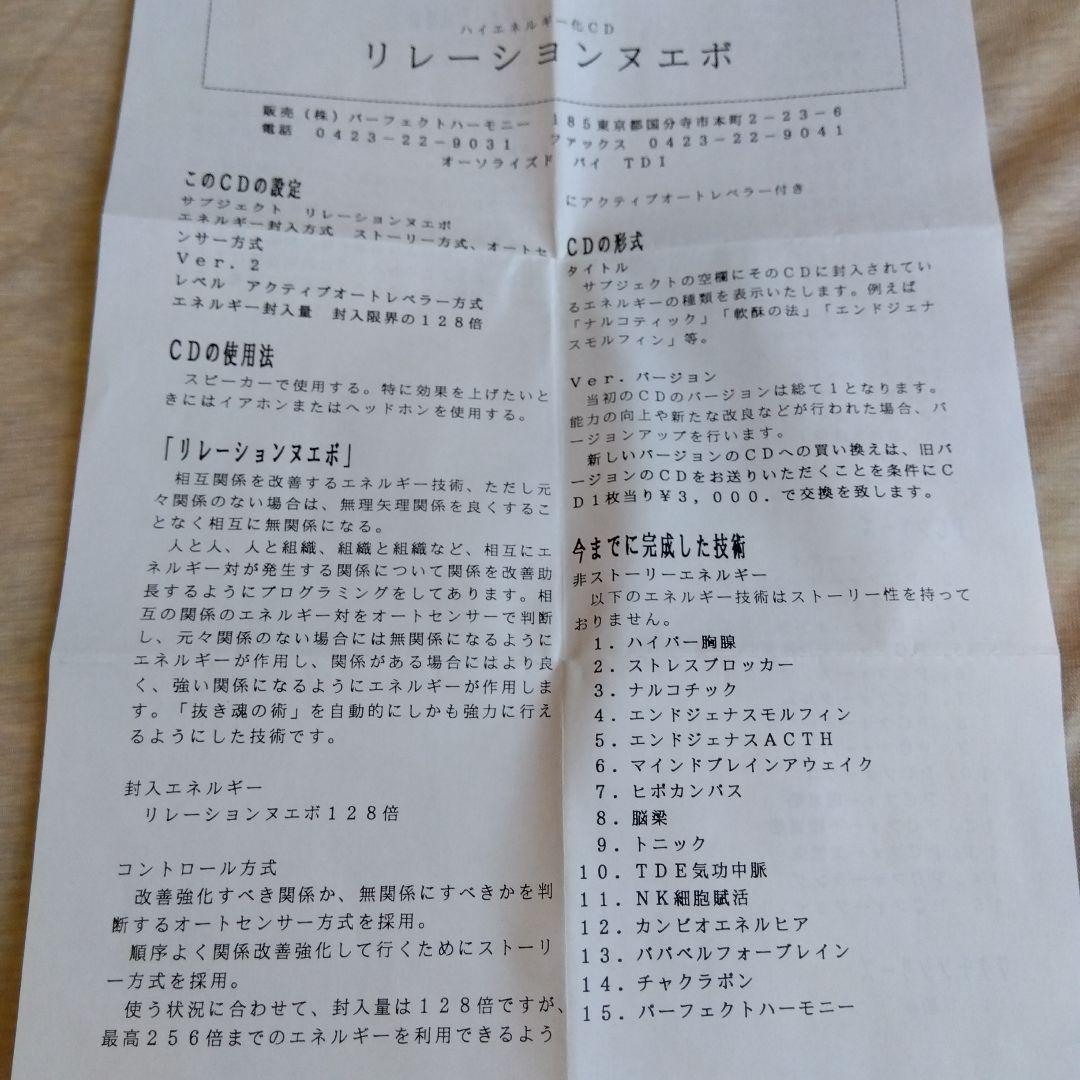 ハイエネルギー化CD
リレーションヌエボ
販売(株)パーフェクトハーモニー 185東京都国分寺市本町2-23-6
電話 0423-22-9031 ファックス 0423-22-9041
オーソライズド バイ TDI
このCDの設定
サブジェクト リレーションヌエボ
エネルギー封入方式 ストーリー方式、オートセ
ンサー方式
Ver.2
レベル アクティブオートレベラー方式
エネルギー封入量 封入限界の128倍
CDの使用法
スピーカーで使用する。特に効果を上げたいと
きにはイアホンまたはヘッドホンを使用する。
「リレーションヌエボ」
相互関係を改善するエネルギー技術、ただし元
々関係のない場合は、無理矢理関係を良くするこ
となく相互に無関係になる。
人と人、人と組織、組織と組織など、相互にエ
ネルギー対が発生する関係について関係を改善助
長するようにプログラミングをしてあります。相
互の関係のエネルギー対をオートセンサーで判断
し、元々関係のない場合には無関係になるように
エネルギーが作用し、関係がある場合にはより良
く、強い関係になるようにエネルギーが作用しま
す。「抜き魂の術」を自動的にしかも強力に行え
るようにした技術です。
封入エネルギー
リレーションヌエボ128倍
コントロール方式
改善強化すべき関係か、無関係にすべきかを判
断するオートセンサー方式を採用。
順序よく関係改善強化して行くためにストーリ
ー方式を採用。
使う状況に合わせて、封入量は128倍ですが、
最高256倍までのエネルギーを利用できるよう
にアクティブオートレベラー付き
CDの形式
タイトル
サブジェクトの空欄にそのCDに封入されてい
るエネルギーの種類を表示いたします。例えば
「ナルコティック」「軟酥の法」「エンドジェナ
スモルフィン」等。
Ver.バージョン
当初のCDのバージョンは総て1となります。
能力の向上や新たな改良などが行われた場合、バ
ージョンアップを行います。
新しいバージョンのCDへの買い換えは、旧バ
ージョンのCDをお送りいただくことを条件にC
D1枚当り¥3,000.で交換を致します。
今までに完成した技術
非ストーリーエネルギー
以下のエネルギー技術はストーリー性を持って
おりません。
1.ハイパー胸腺
2.ストレスブロッカー
3.ナルコチック
4.エンドジェナスモルフィン
5.エンドジェナスACTH
6.マインドブレインアウェイク
7.ヒポカンパス
8.脳梁
9.トニック
10.TDE気功中脈
11.NK細胞賦活
12.カンビオエネルヒア
13.パパベルフォーブレイン
14.チャクラポン
15.パーフェクトハーモニー